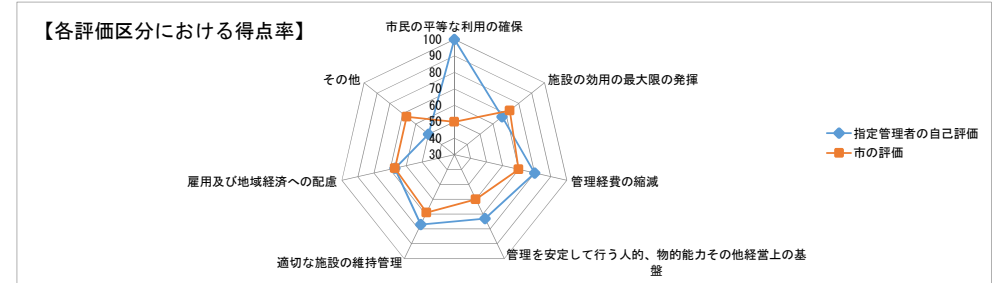 【各評価区分における得点率】
市民の平等な利用の確保
100
90
80
70
60
50
40
30
施設の効用の最大限の発揮
管理経費の縮減
管理を安定して行う人的、物的能力その他経営上の基
盤
適切な施設の維持管理
雇用及び地域経済への配慮
その他
指定管理者の自己評価
市の評価